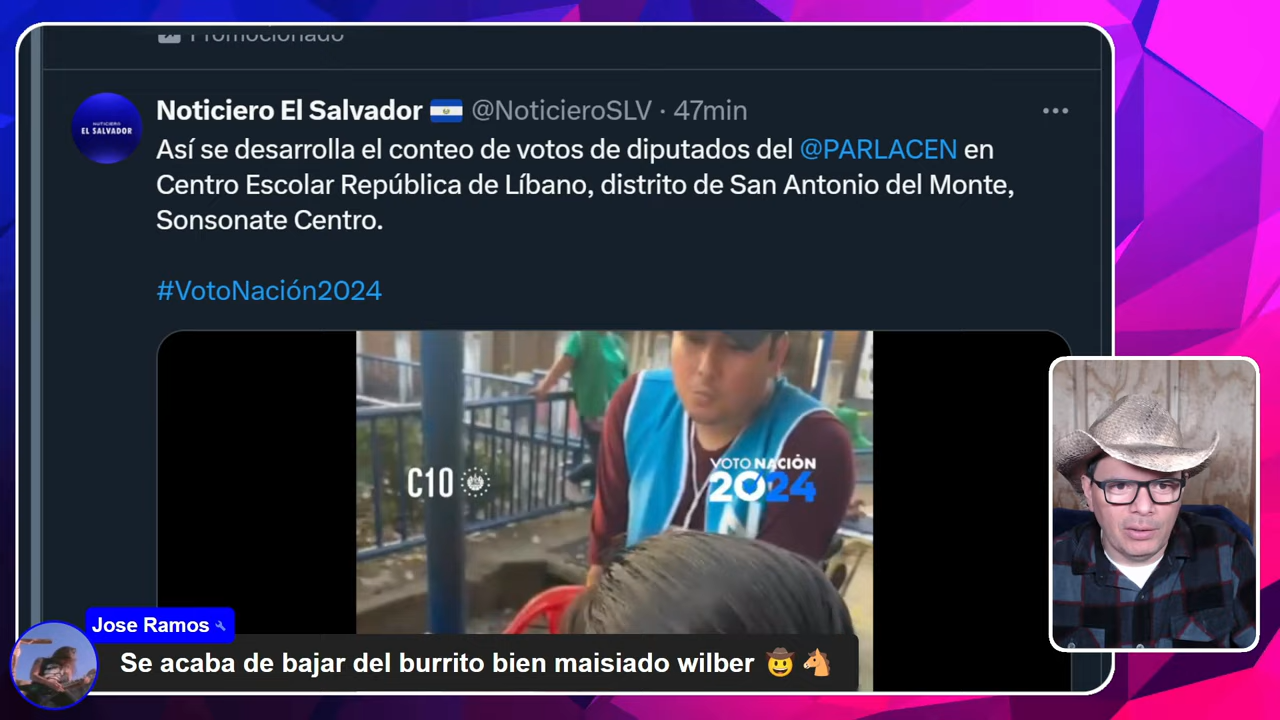 Promocionado
NOTICIERO
EL SALVADOR
Noticiero El Salvador 🇸🇻 @NoticieroSLV · 47min
Así se desarrolla el conteo de votos de diputados del @PARLACEN en
Centro Escolar República de Líbano, distrito de San Antonio del Monte,
Sonsonate Centro.
#VotoNación2024
C10
VOTO NACIÓN
2024
N
Jose Ramos
Se acaba de bajar del burrito bien maisiado wilber 🤠 🐴